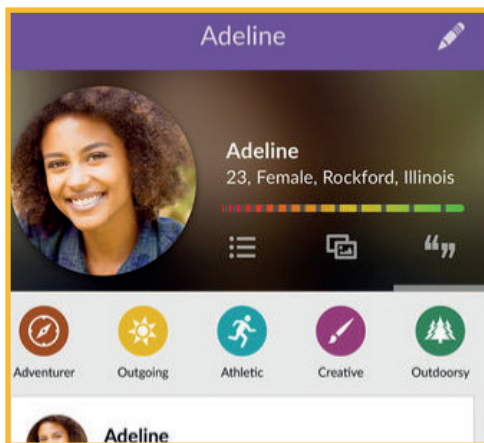 Adeline
Adeline
23, Female, Rockford, Illinois
Adventurer Outgoing Athletic Creative Outdoorsy
Adeline